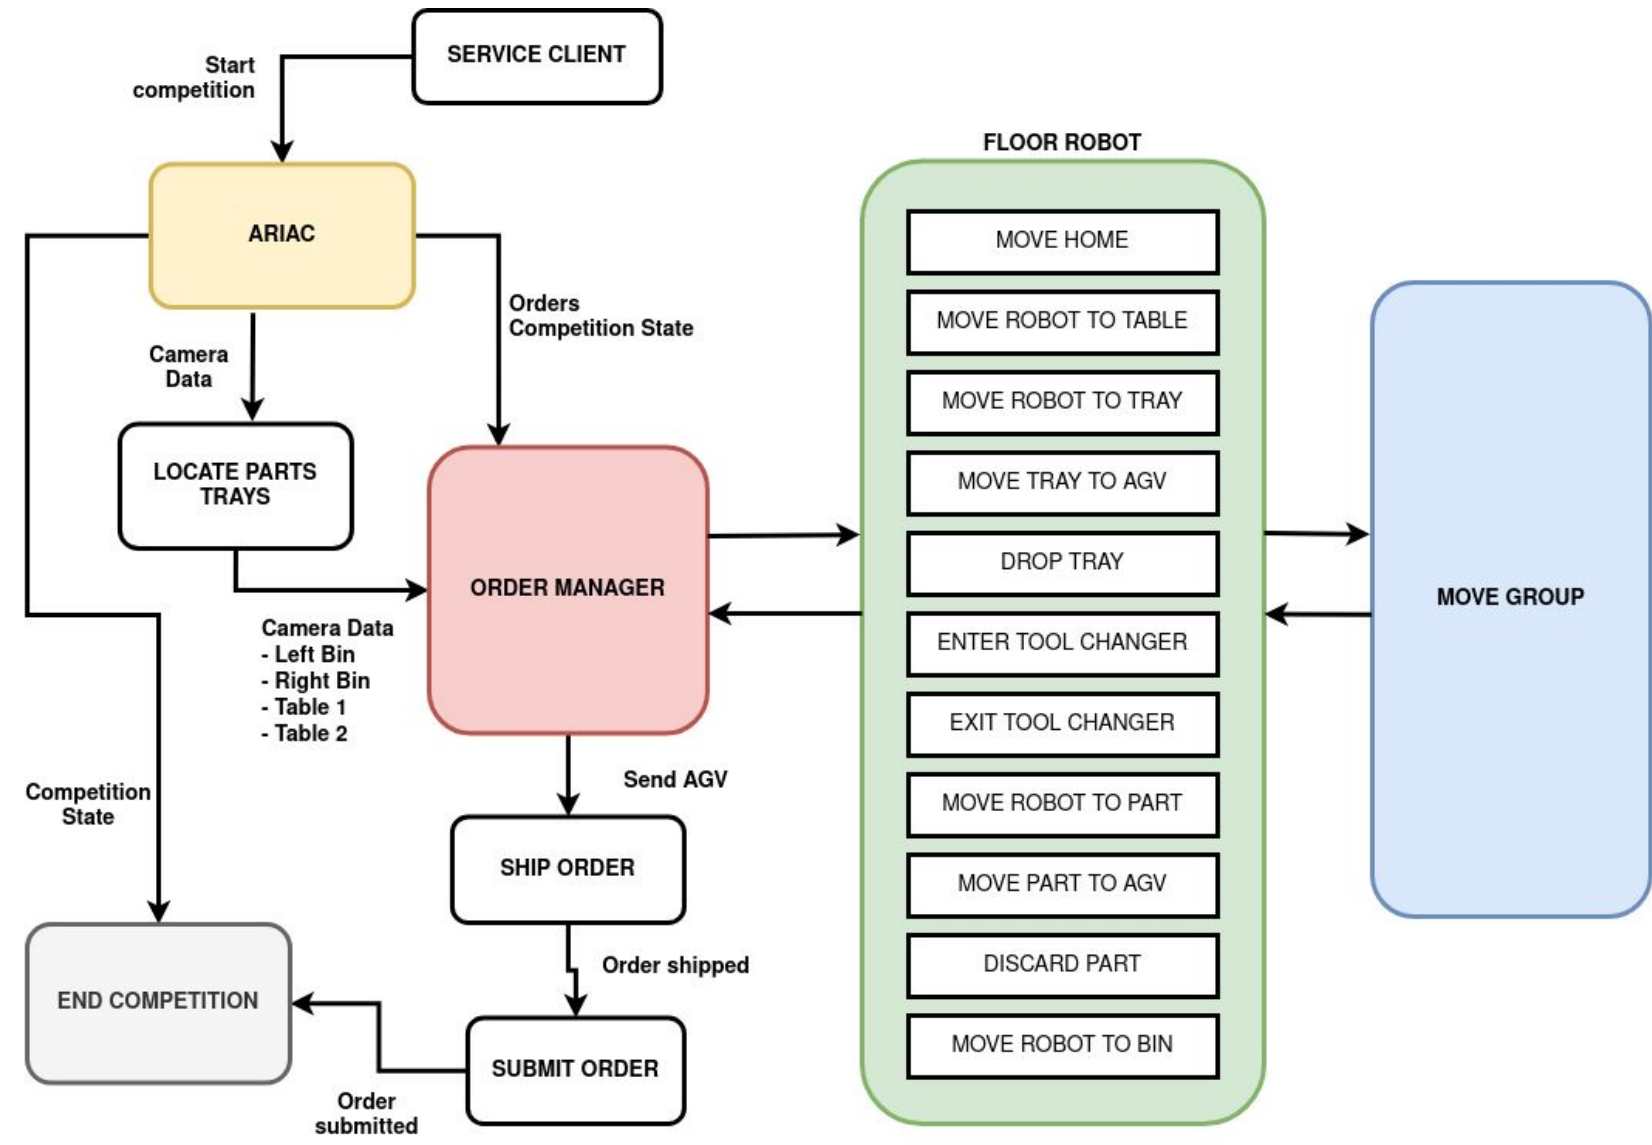 SERVICE CLIENT
Start
competition
ARIAC
Orders
Competition State
Camera
Data
LOCATE PARTS
TRAYS
ORDER MANAGER
Camera Data
- Left Bin
- Right Bin
- Table 1
- Table 2
Send AGV
Competition
State
SHIP ORDER
Order shipped
END COMPETITION
SUBMIT ORDER
Order
submitted
FLOOR ROBOT
MOVE HOME
MOVE ROBOT TO TABLE
MOVE ROBOT TO TRAY
MOVE TRAY TO AGV
DROP TRAY
ENTER TOOL CHANGER
EXIT TOOL CHANGER
MOVE ROBOT TO PART
MOVE PART TO AGV
DISCARD PART
MOVE ROBOT TO BIN
MOVE GROUP